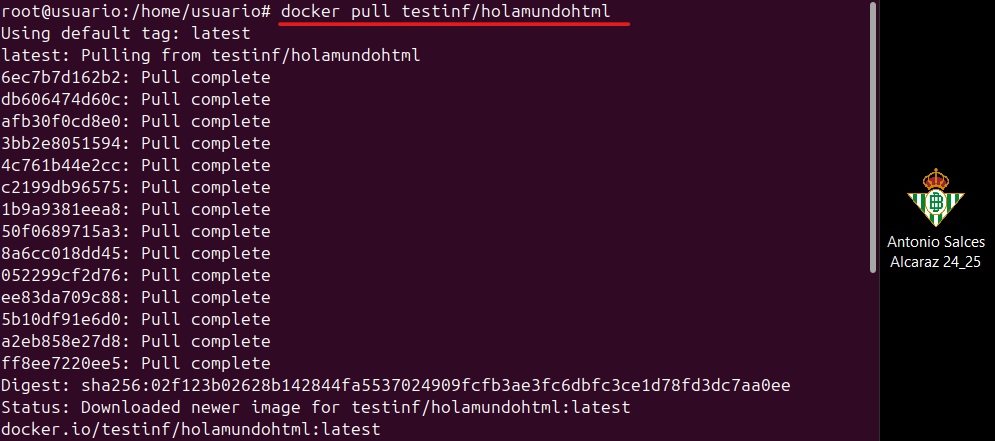 root@usuario:/home/usuario# docker pull testinf/holamundohtml
Using default tag: latest
latest: Pulling from testinf/holamundohtml
6ec7b7d162b2: Pull complete
db606474d60c: Pull complete
afb30f0cd8e0: Pull complete
3bb2e8051594: Pull complete
4c761b44e2cc: Pull complete
c2199db96575: Pull complete
1b9a9381eea8: Pull complete
50f0689715a3: Pull complete
8a6cc018dd45: Pull complete
052299cf2d76: Pull complete
ee83da709c88: Pull complete
5b10df91e6d0: Pull complete
a2eb858e27d8: Pull complete
ff8ee7220ee5: Pull complete
Digest: sha256:02f123b02628b142844fa5537024909fcfb3ae3fc6dbfc3ce1d78fd3dc7aa0ee
Status: Downloaded newer image for testinf/holamundohtml:latest
docker.io/testinf/holamundohtml:latest
Antonio Salces
Alcaraz 24_25